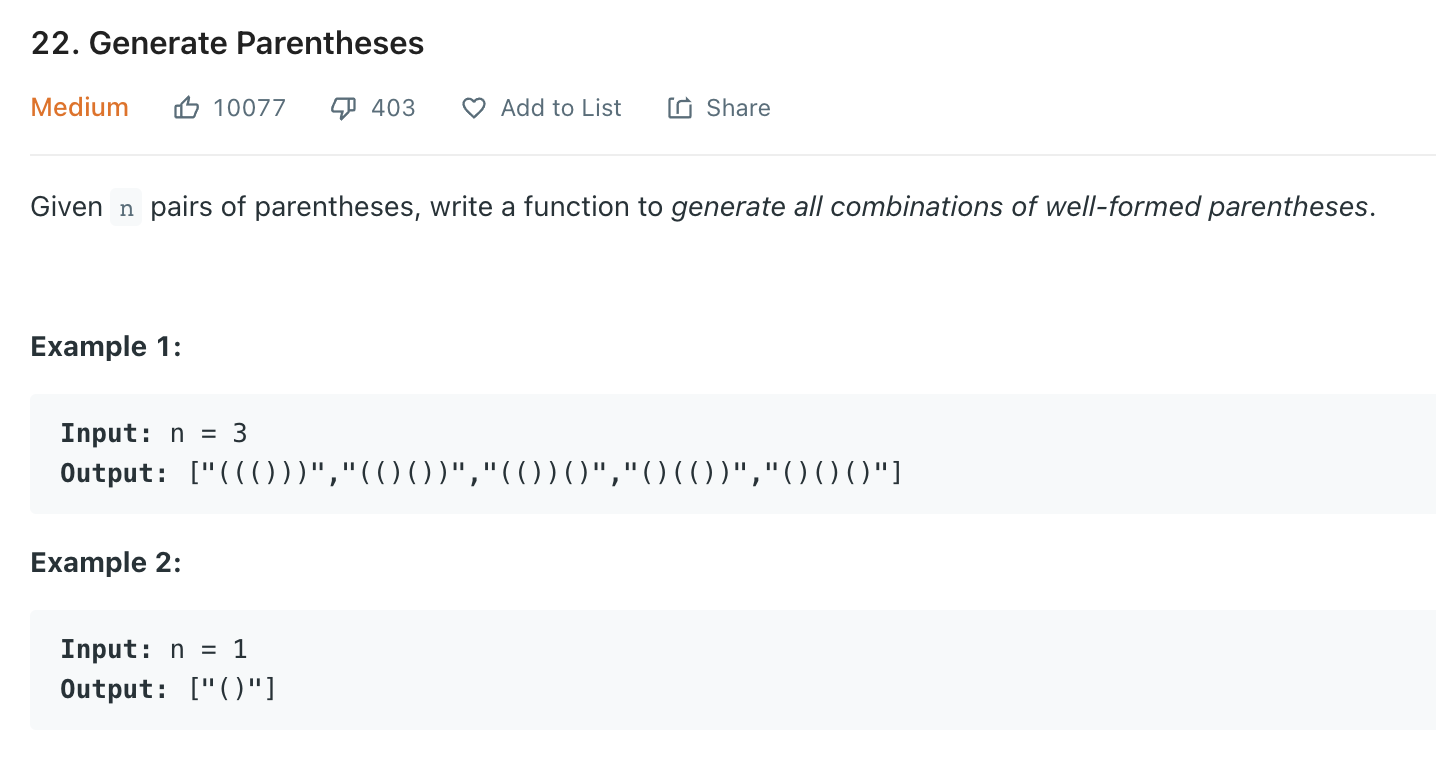 22. Generate Parentheses
Medium 10077 403 Add to List Share
Given n pairs of parentheses, write a function to generate all combinations of well-formed parentheses.
Example 1:
Input: n = 3
Output: ["((()))","(()())","(())()","()(())","()()()"]
Example 2:
Input: n = 1
Output: ["()"]